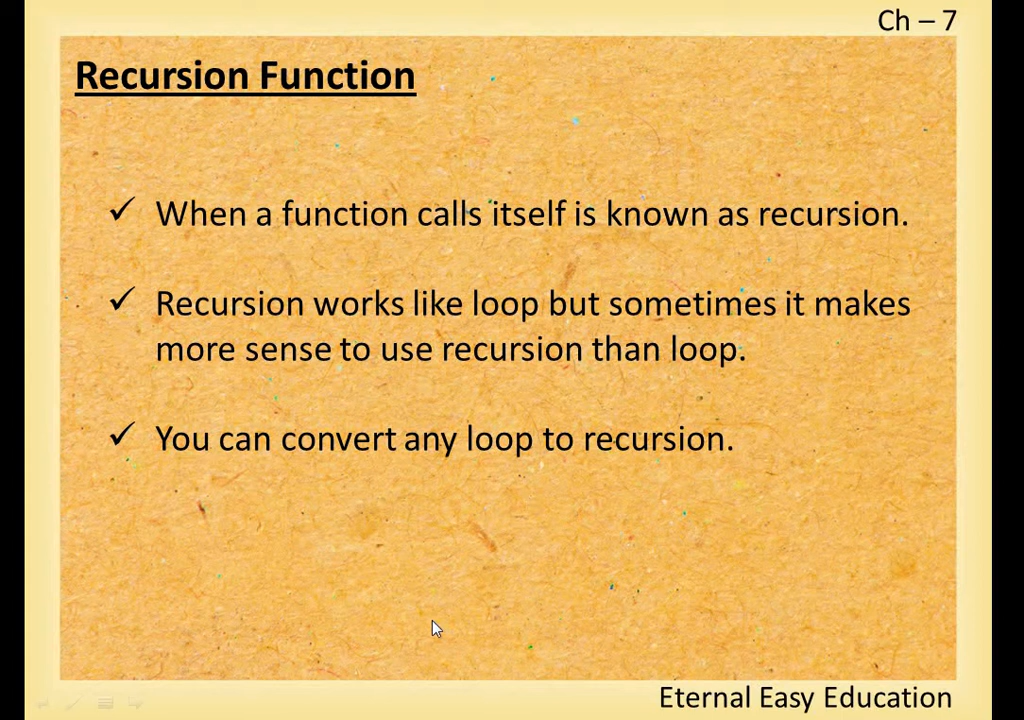 Ch – 7
Recursion Function
✓ When a function calls itself is known as recursion.
✓ Recursion works like loop but sometimes it makes
more sense to use recursion than loop.
✓ You can convert any loop to recursion.
Eternal Easy Education